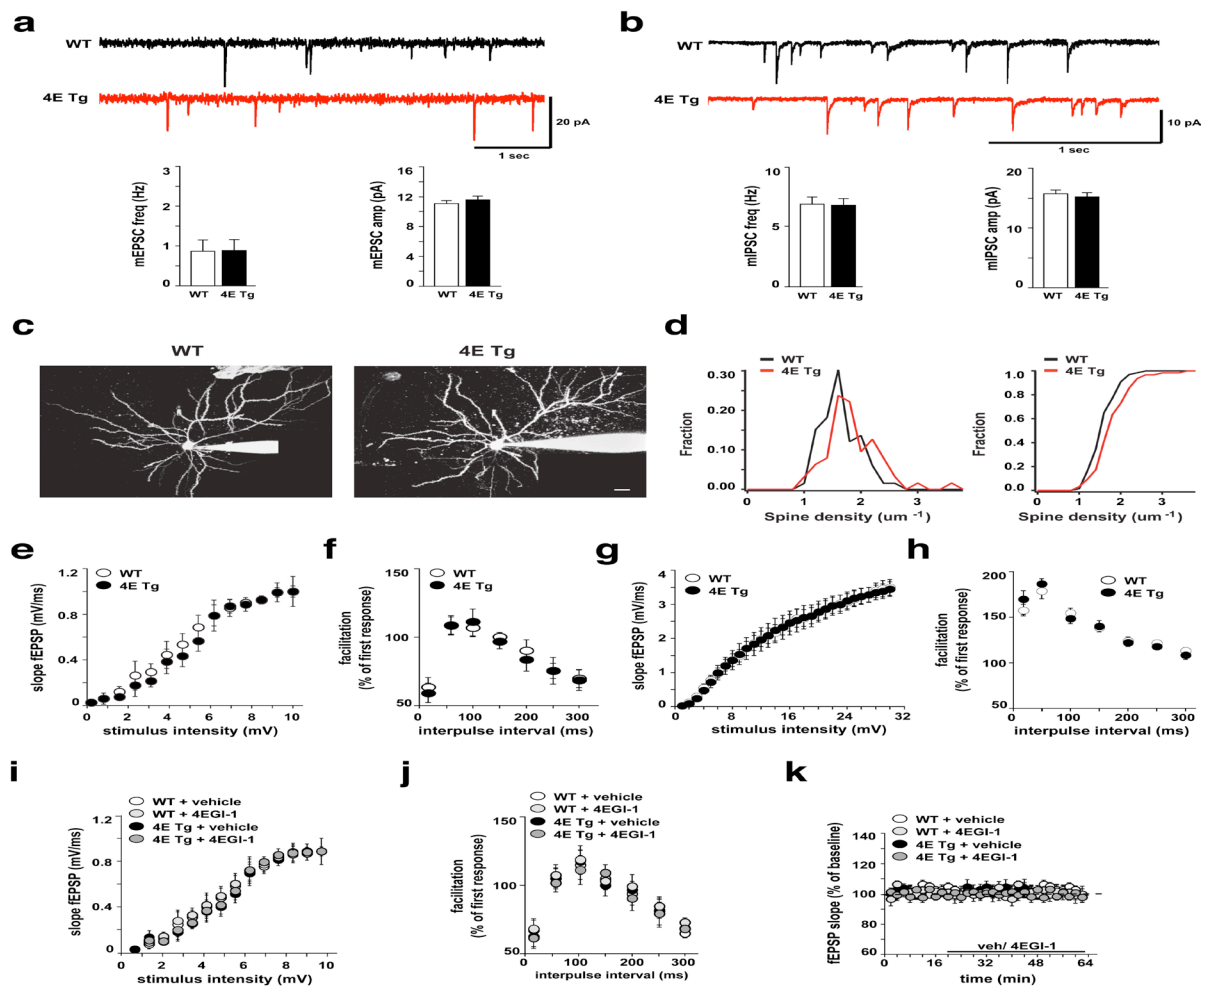 a
WT
4E Tg
20 pA
1 sec
mEPSC freq (Hz)
3
2
1
0
WT 4E Tg
mEPSC amp (pA)
16
12
8
4
0
WT 4E Tg
b
WT
4E Tg
10 pA
1 sec
mIPSC freq (Hz)
10
5
0
WT 4E Tg
mIPSC amp (pA)
20
10
0
WT 4E Tg
c
WT
4E Tg
d
WT
4E Tg
Fraction
0.30
0.20
0.10
0.00
0 1 2 3
Spine density (um -1)
WT
4E Tg
Fraction
1.0
0.8
0.6
0.4
0.2
0.0
0 1 2 3
Spine density (um -1)
e
WT
4E Tg
slope fEPSP (mV/ms)
1.2
0.8
0.4
0
0 2 4 6 8 10
stimulus intensity (mV)
f
WT
4E Tg
facilitation
(% of first response)
150
100
50
0 100 200 300
interpulse interval (ms)
g
WT
4E Tg
slope fEPSP (mV/ms)
4
3
2
1
0
0 8 16 24 32
stimulus intensity (mV)
h
WT
4E Tg
facilitation
(% of first response)
200
150
100
50
0 100 200 300
interpulse interval (ms)
i
WT + vehicle
WT + 4EGI-1
4E Tg + vehicle
4E Tg + 4EGI-1
slope fEPSP (mV/ms)
1.2
0.8
0.4
0
0 2 4 6 8 10
stimulus intensity (mV)
j
WT + vehicle
WT + 4EGI-1
4E Tg + vehicle
4E Tg + 4EGI-1
facilitation
(% of first response)
150
100
50
0 100 200 300
interpulse interval (ms)
k
WT + vehicle
WT + 4EGI-1
4E Tg + vehicle
4E Tg + 4EGI-1
fEPSP slope (% of baseline)
140
120
100
80
60
veh/ 4EGI-1
0 16 32 48 64
time (min)